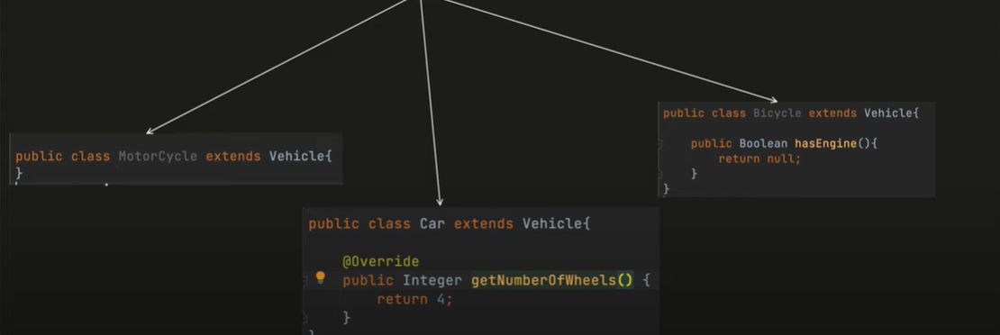 public class MotorCycle extends Vehicle{
}
public class Car extends Vehicle{
@Override
public Integer getNumberOfWheels() {
return 4;
}
}
public class Bicycle extends Vehicle{
public Boolean hasEngine(){
return null;
}
}